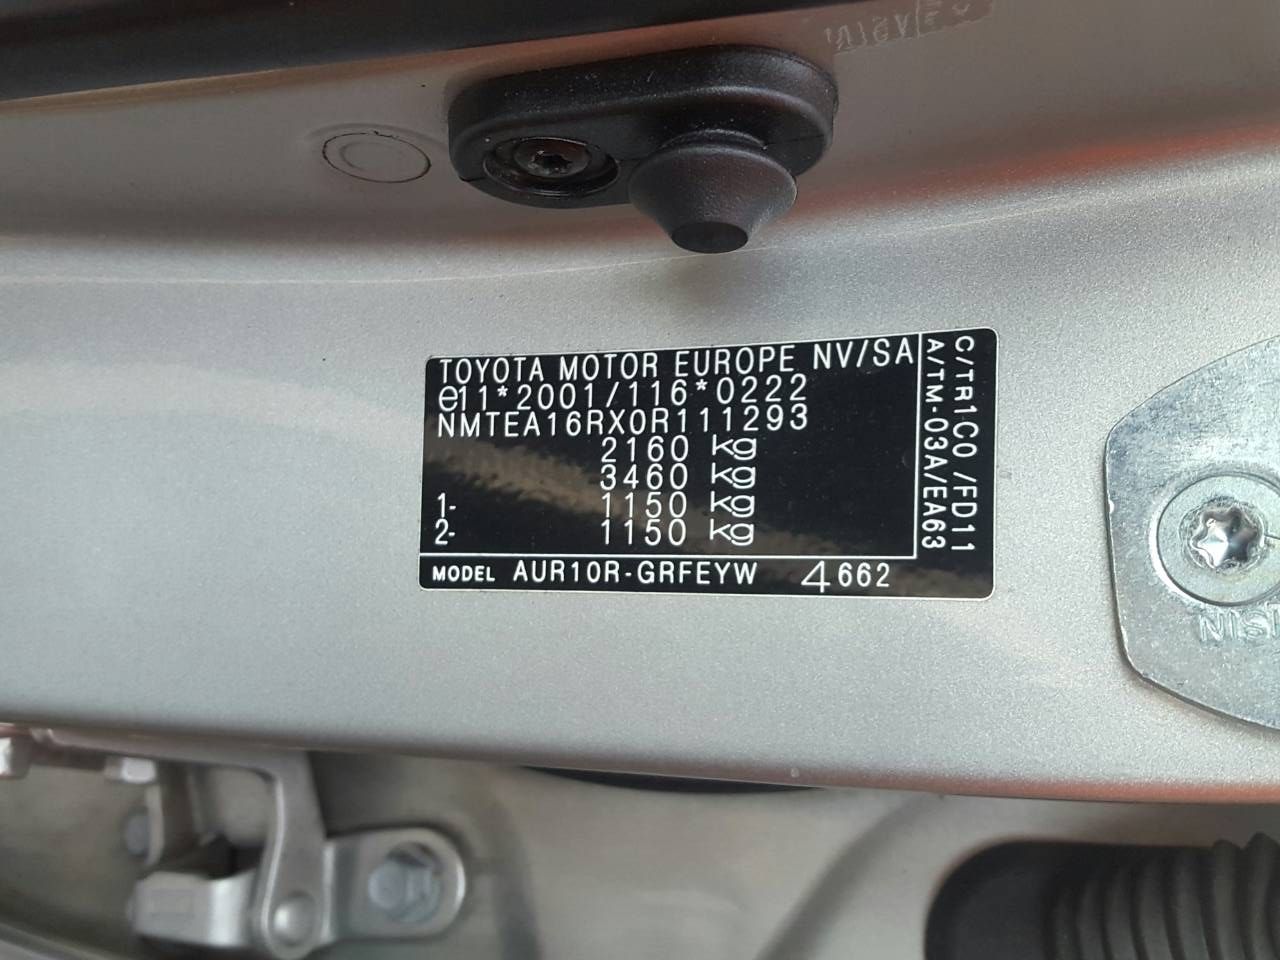 TOYOTA MOTOR EUROPE NV/SA
e11*2001/116*0222
NMTEA16RX0R111293
2160 kg
3460 kg
1- 1150 kg
2- 1150 kg
MODEL AUR10R-GRFEYW 4662
C/TR1C0 /FD11
A/TM-03A/EA63